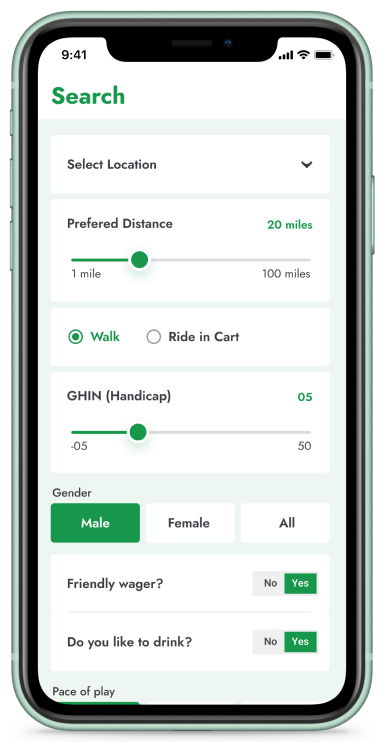 9:41
Search
Select Location
Prefered Distance 20 miles
1 mile 100 miles
Walk Ride in Cart
GHIN (Handicap) 05
-05 50
Gender
Male Female All
Friendly wager? No Yes
Do you like to drink? No Yes
Pace of play